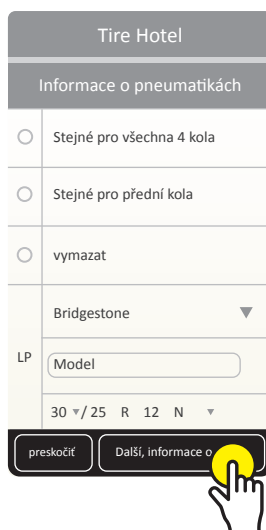 Tire Hotel
Informace o pneumatikách
Stejné pro všechna 4 kola
Stejné pro přední kola
vymazat
Bridgestone
LP
Model
30 / 25 R 12 N
preskočiť
Další, informace o